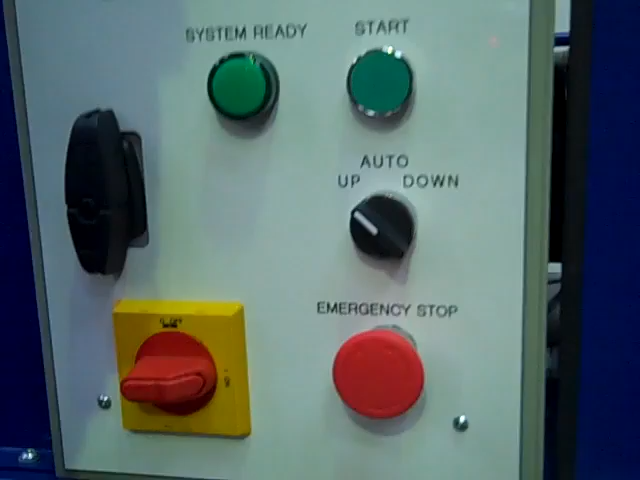 SYSTEM READY
START
AUTO
UP DOWN
EMERGENCY STOP